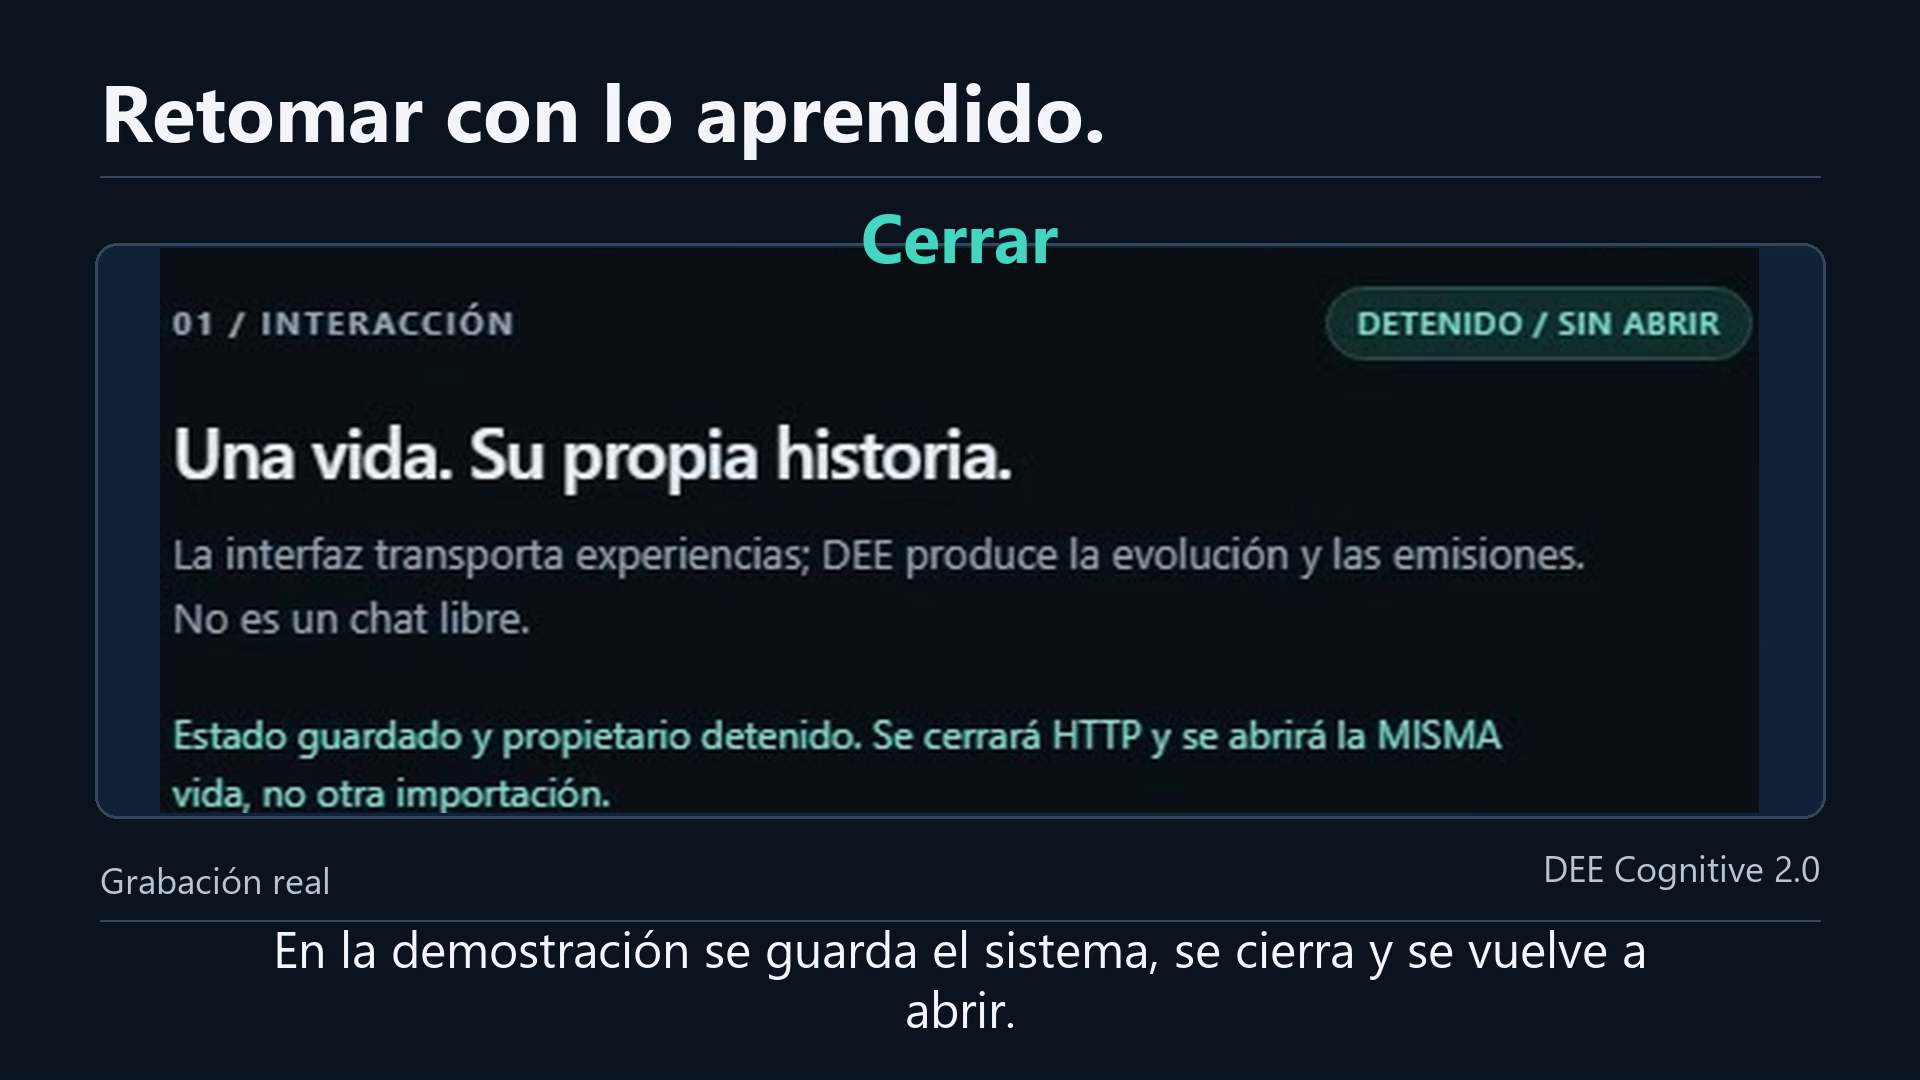 Retomar con lo aprendido.
Cerrar
01 / INTERACCIÓN
DETENIDO / SIN ABRIR
Una vida. Su propia historia.
La interfaz transporta experiencias; DEE produce la evolución y las emisiones.
No es un chat libre.
Estado guardado y propietario detenido. Se cerrará HTTP y se abrirá la MISMA
vida, no otra importación.
Grabación real
DEE Cognitive 2.0
En la demostración se guarda el sistema, se cierra y se vuelve a
abrir.